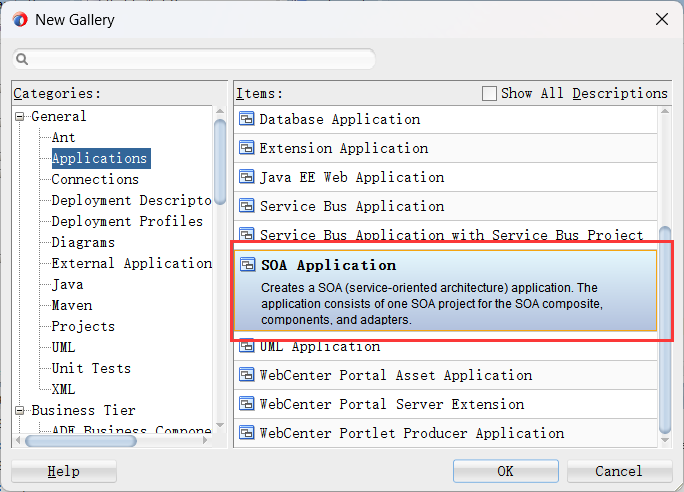 New Gallery
Categories:
General
Ant
Applications
Connections
Deployment Descripto
Deployment Profiles
Diagrams
External Application
Java
Maven
Projects
UML
Unit Tests
XML
Business Tier
ADF Business Compone
Items:
Show All Descriptions
Database Application
Extension Application
Java EE Web Application
Service Bus Application
Service Bus Application with Service Bus Project
SOA Application
Creates a SOA (service-oriented architecture) application. The
application consists of one SOA project for the SOA composite,
components, and adapters.
UML Application
WebCenter Portal Asset Application
WebCenter Portal Server Extension
WebCenter Portlet Producer Application
Help
OK
Cancel